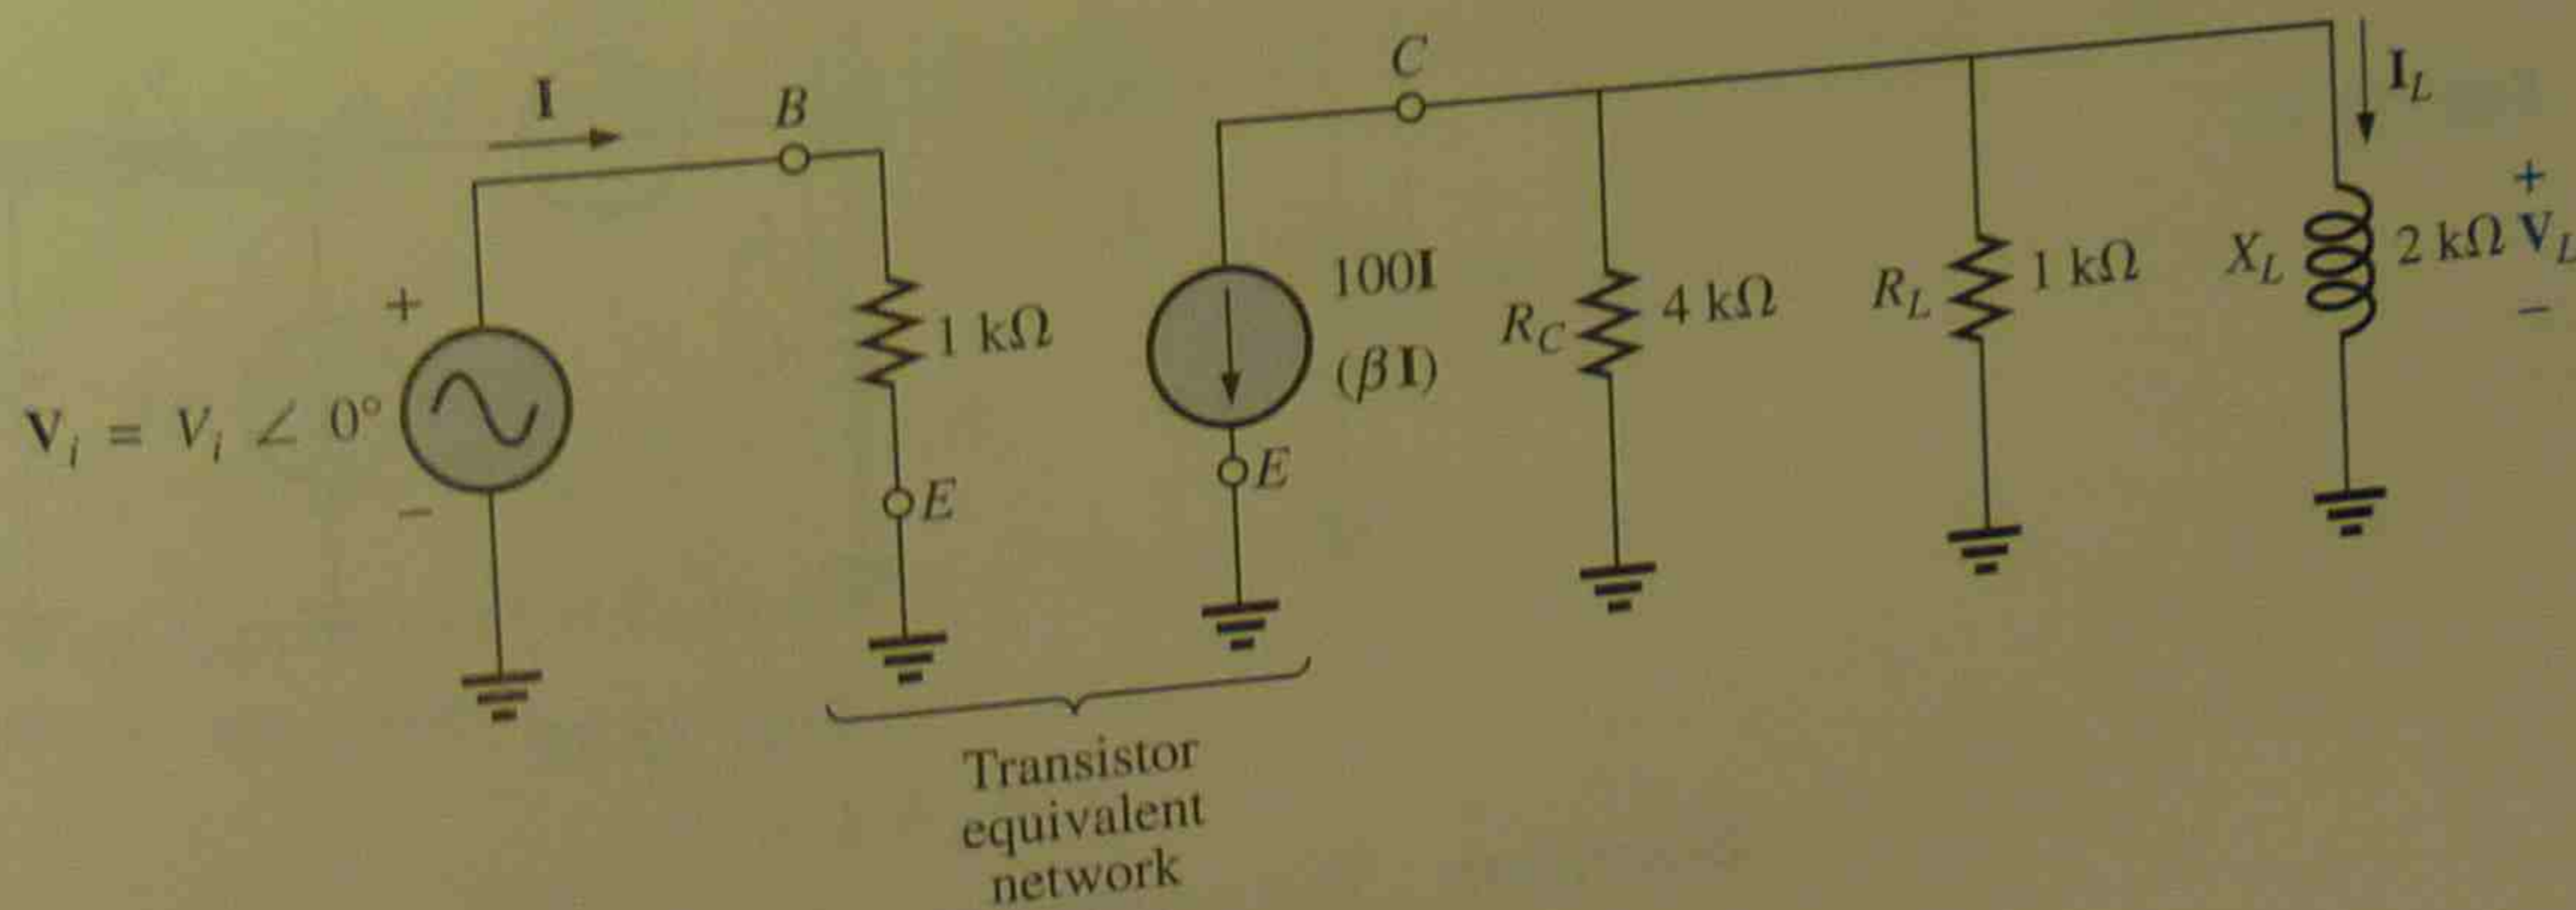 I
B
+
V_i = V_i ∠ 0°
−
1 kΩ
E
C
100I
(βI)
E
R_C
4 kΩ
R_L
1 kΩ
X_L
2 kΩ
I_L
+
V_L
−
Transistor
equivalent
network